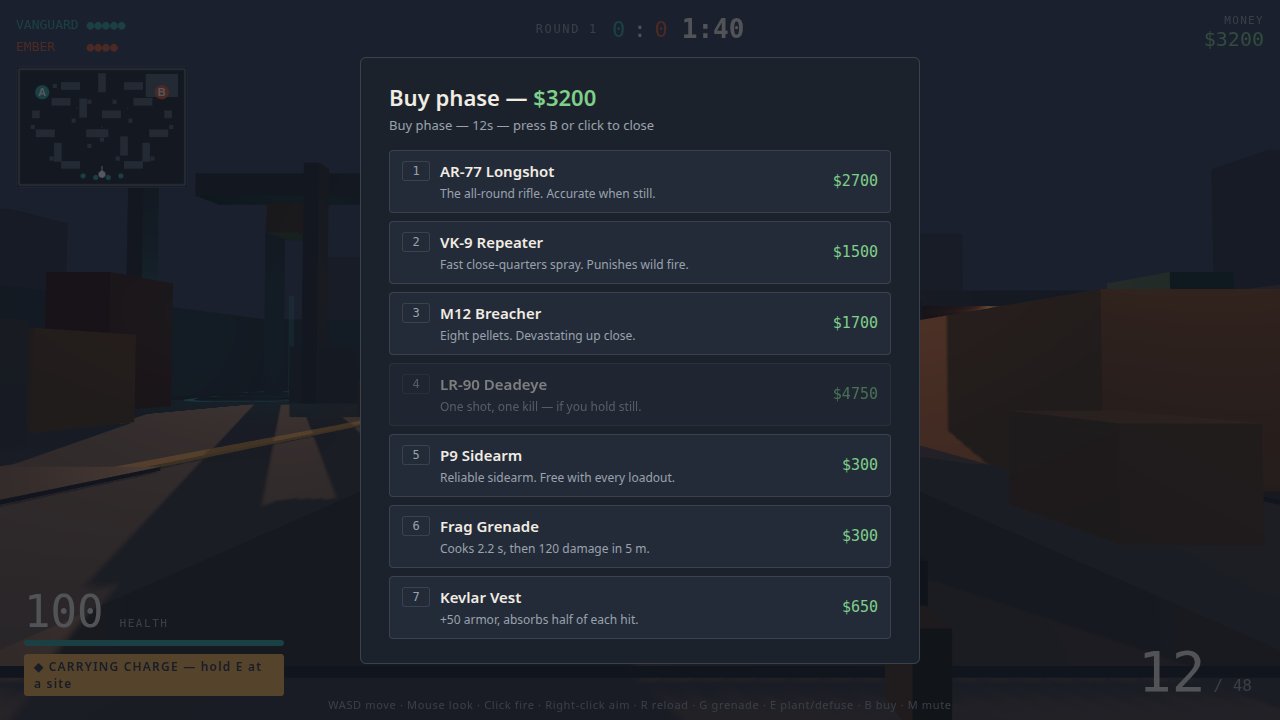 VANGUARD
EMBER
ROUND 1 0 : 0 1:40
MONEY
$3200
A
B
Buy phase — $3200
Buy phase — 12s — press B or click to close
1 AR-77 Longshot
The all-round rifle. Accurate when still.
$2700
2 VK-9 Repeater
Fast close-quarters spray. Punishes wild fire.
$1500
3 M12 Breacher
Eight pellets. Devastating up close.
$1700
4 LR-90 Deadeye
One shot, one kill — if you hold still.
$4750
5 P9 Sidearm
Reliable sidearm. Free with every loadout.
$300
6 Frag Grenade
Cooks 2.2 s, then 120 damage in 5 m.
$300
7 Kevlar Vest
+50 armor, absorbs half of each hit.
$650
100 HEALTH
◆ CARRYING CHARGE — hold E at
a site
12 / 48
WASD move · Mouse look · Click fire · Right-click aim · R reload · G grenade · E plant/defuse · B buy · M mute